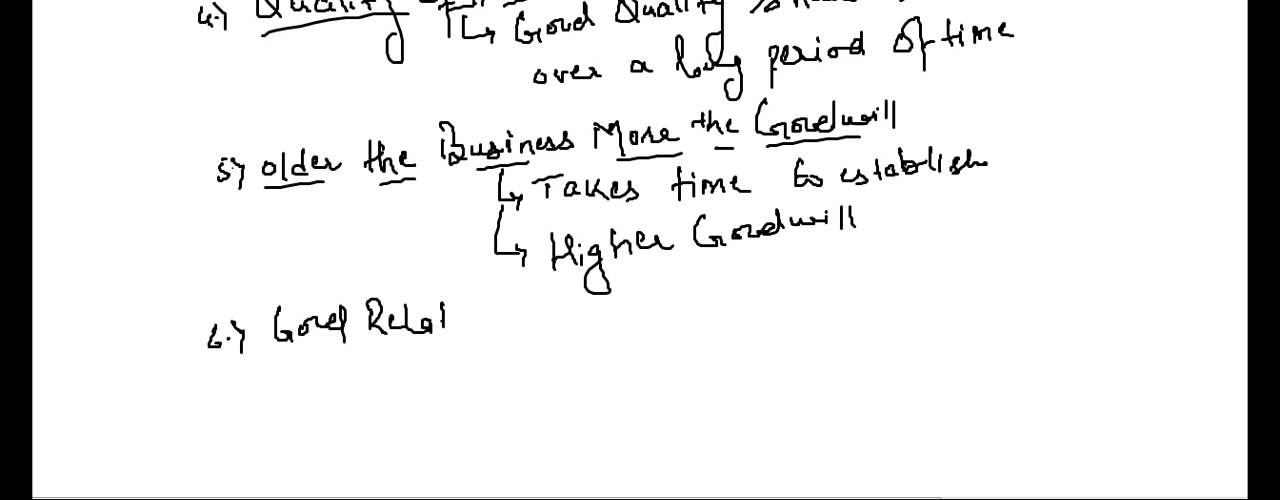 4.) Quality
↳ Good Quality
over a long period of time
5.) older the Business More the Goodwill
↳ Takes time to establish
↳ Higher Goodwill
6.) Good Relat